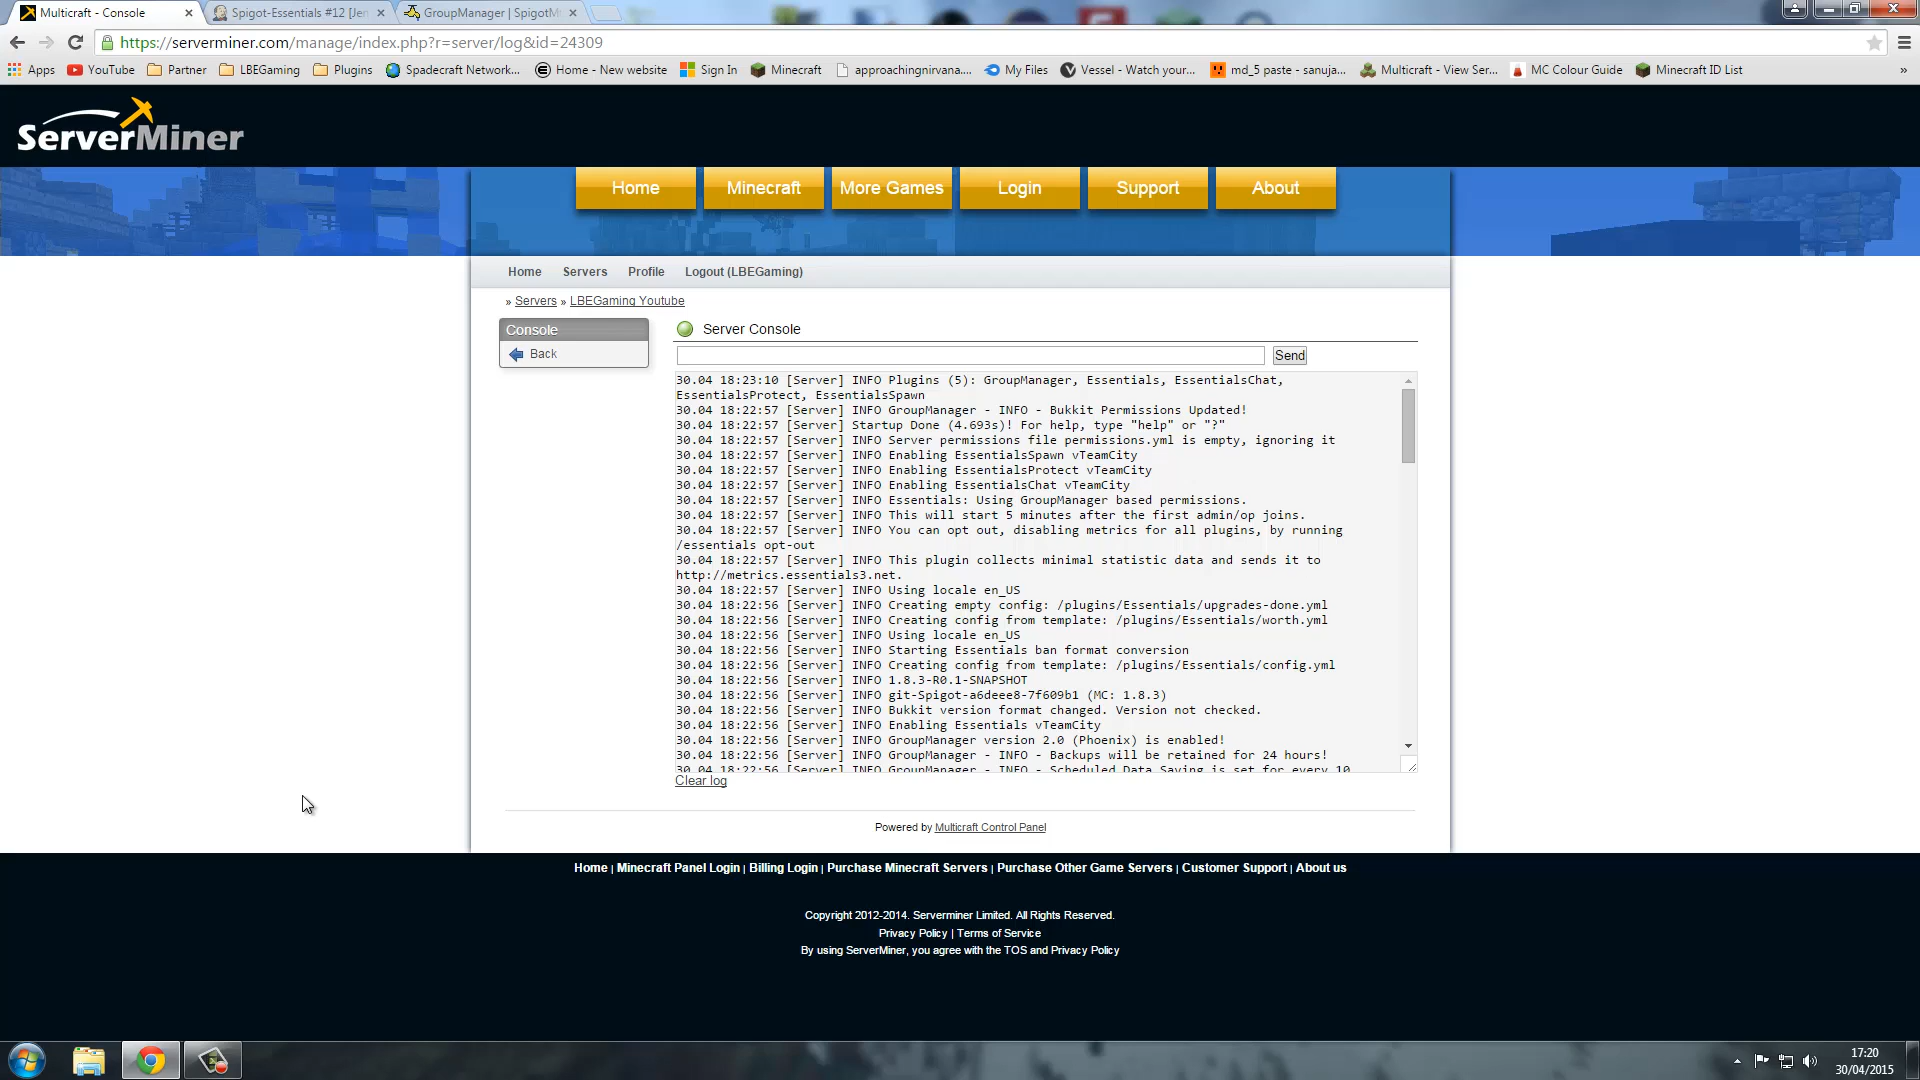 Multicraft - Console
Spigot-Essentials #12 [Jen
GroupManager | SpigotM
https://serverminer.com/manage/index.php?r=server/log&id=24309
Apps YouTube Partner LBEGaming Plugins Spadecraft Network... Home - New website Sign In Minecraft approachingnirvana.... My Files Vessel - Watch your... md_5 paste - sanuja... Multicraft - View Ser... MC Colour Guide Minecraft ID List »
ServerMiner
Home Minecraft More Games Login Support About
Home Servers Profile Logout (LBEGaming)
» Servers » LBEGaming Youtube
Console
Back
Server Console
Send
30.04 18:23:10 [Server] INFO Plugins (5): GroupManager, Essentials, EssentialsChat,
EssentialsProtect, EssentialsSpawn
30.04 18:22:57 [Server] INFO GroupManager - INFO - Bukkit Permissions Updated!
30.04 18:22:57 [Server] Startup Done (4.693s)! For help, type "help" or "?"
30.04 18:22:57 [Server] INFO Server permissions file permissions.yml is empty, ignoring it
30.04 18:22:57 [Server] INFO Enabling EssentialsSpawn vTeamCity
30.04 18:22:57 [Server] INFO Enabling EssentialsProtect vTeamCity
30.04 18:22:57 [Server] INFO Enabling EssentialsChat vTeamCity
30.04 18:22:57 [Server] INFO Essentials: Using GroupManager based permissions.
30.04 18:22:57 [Server] INFO This will start 5 minutes after the first admin/op joins.
30.04 18:22:57 [Server] INFO You can opt out, disabling metrics for all plugins, by running
/essentials opt-out
30.04 18:22:57 [Server] INFO This plugin collects minimal statistic data and sends it to
http://metrics.essentials3.net.
30.04 18:22:57 [Server] INFO Using locale en_US
30.04 18:22:56 [Server] INFO Creating empty config: /plugins/Essentials/upgrades-done.yml
30.04 18:22:56 [Server] INFO Creating config from template: /plugins/Essentials/worth.yml
30.04 18:22:56 [Server] INFO Using locale en_US
30.04 18:22:56 [Server] INFO Starting Essentials ban format conversion
30.04 18:22:56 [Server] INFO Creating config from template: /plugins/Essentials/config.yml
30.04 18:22:56 [Server] INFO 1.8.3-R0.1-SNAPSHOT
30.04 18:22:56 [Server] INFO git-Spigot-a6deee8-7f609b1 (MC: 1.8.3)
30.04 18:22:56 [Server] INFO Bukkit version format changed. Version not checked.
30.04 18:22:56 [Server] INFO Enabling Essentials vTeamCity
30.04 18:22:56 [Server] INFO GroupManager version 2.0 (Phoenix) is enabled!
30.04 18:22:56 [Server] INFO GroupManager - INFO - Backups will be retained for 24 hours!
30.04 18:22:56 [Server] INFO GroupManager - INFO - Scheduled Data Saving is set for every 10
Clear log
Powered by Multicraft Control Panel
Home | Minecraft Panel Login | Billing Login | Purchase Minecraft Servers | Purchase Other Game Servers | Customer Support | About us
Copyright 2012-2014. Serverminer Limited. All Rights Reserved.
Privacy Policy | Terms of Service
By using ServerMiner, you agree with the TOS and Privacy Policy
17:20
30/04/2015